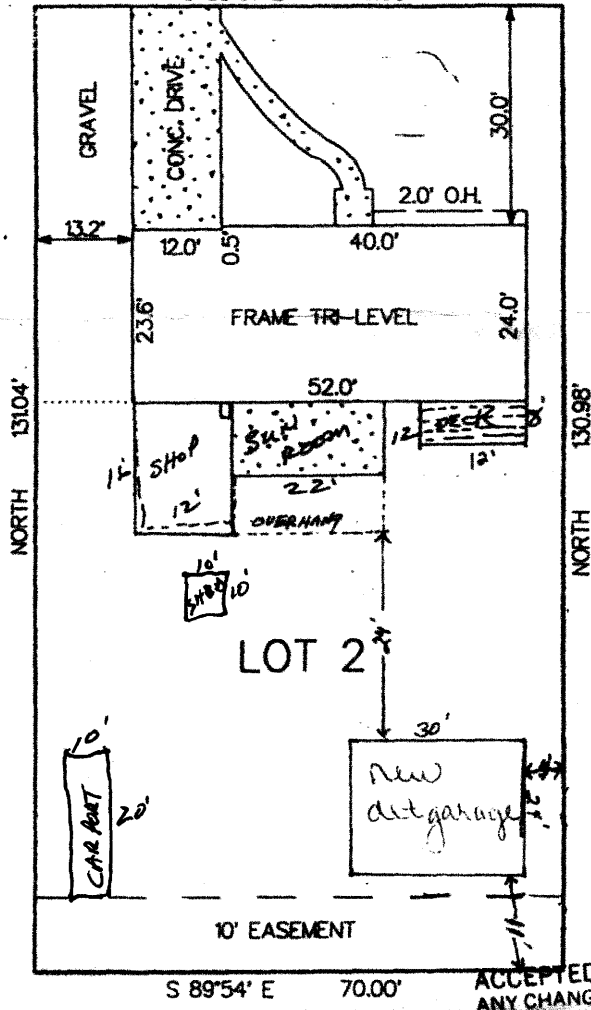 GRAVEL
CONC. DRIVE
30.0'
2.0' O.H.
13.2'
12.0'
0.5'
40.0'
23.6'
FRAME TRI-LEVEL
24.0'
52.0'
NORTH 131.04'
NORTH 130.98'
SHOP
12'
SUN
ROOM
22'
OVERHANG
12
DECK
12'
10'
SHED
10'
LOT 2
24'
10'
CAR PORT
20'
30'
new
det garage
24'
11'
10' EASEMENT
S 89°54' E 70.00'
ACCEPTED
ANY CHANG